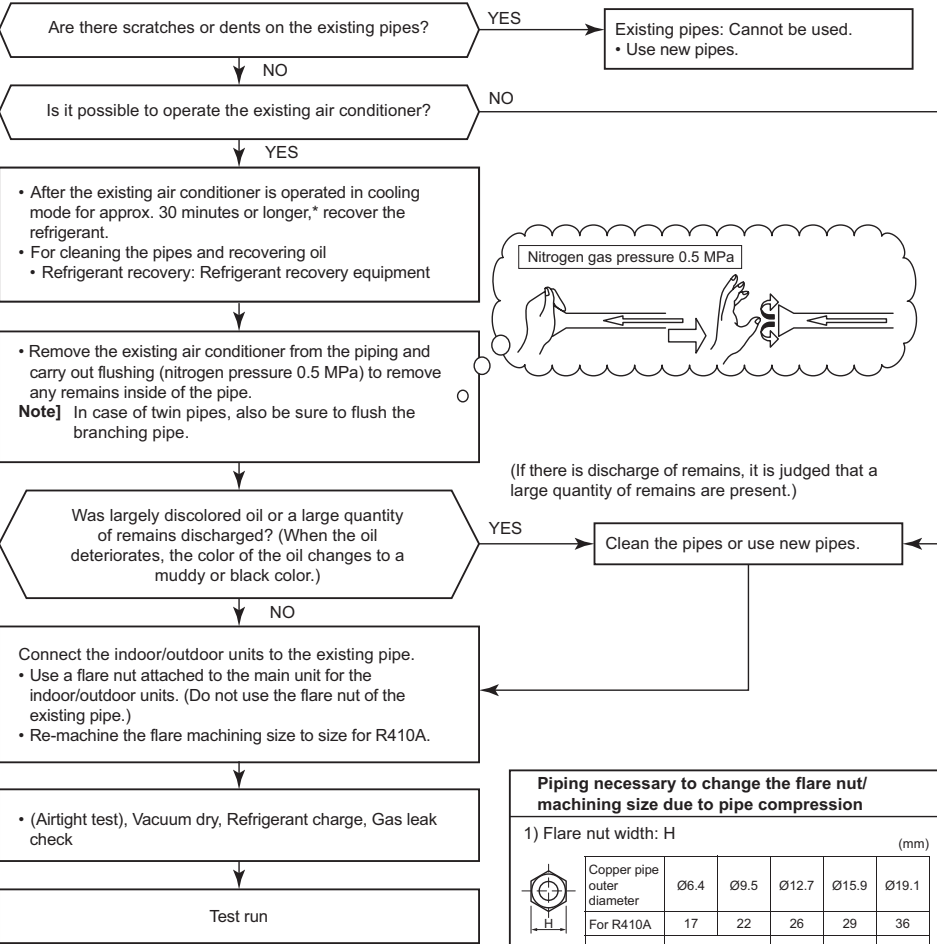 Are there scratches or dents on the existing pipes?
YES
Existing pipes: Cannot be used.
• Use new pipes.
NO
Is it possible to operate the existing air conditioner?
NO
YES
• After the existing air conditioner is operated in cooling
mode for approx. 30 minutes or longer,* recover the
refrigerant.
• For cleaning the pipes and recovering oil
• Refrigerant recovery: Refrigerant recovery equipment
Nitrogen gas pressure 0.5 MPa
• Remove the existing air conditioner from the piping and
carry out flushing (nitrogen pressure 0.5 MPa) to remove
any remains inside of the pipe.
Note] In case of twin pipes, also be sure to flush the
branching pipe.
(If there is discharge of remains, it is judged that a
large quantity of remains are present.)
Was largely discolored oil or a large quantity
of remains discharged? (When the oil
deteriorates, the color of the oil changes to a
muddy or black color.)
YES
Clean the pipes or use new pipes.
NO
Connect the indoor/outdoor units to the existing pipe.
• Use a flare nut attached to the main unit for the
indoor/outdoor units. (Do not use the flare nut of the
existing pipe.)
• Re-machine the flare machining size to size for R410A.
• (Airtight test), Vacuum dry, Refrigerant charge, Gas leak
check
Test run
Piping necessary to change the flare nut/
machining size due to pipe compression
1) Flare nut width: H
(mm)
H
Copper pipe
outer
diameter
Ø6.4 Ø9.5 Ø12.7 Ø15.9 Ø19.1
For R410A 17 22 26 29 36